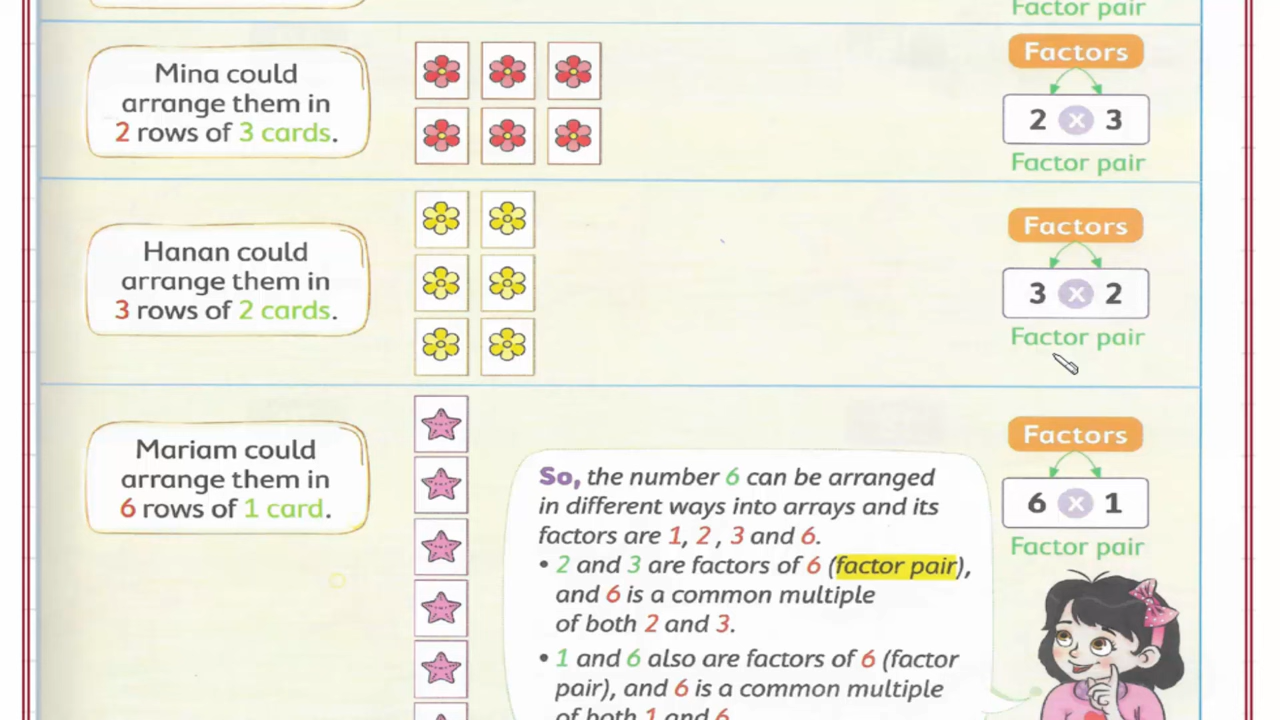 Factor pair
Mina could
arrange them in
2 rows of 3 cards.
Factors
2 x 3
Factor pair
Hanan could
arrange them in
3 rows of 2 cards.
Factors
3 x 2
Factor pair
Mariam could
arrange them in
6 rows of 1 card.
So, the number 6 can be arranged
in different ways into arrays and its
factors are 1, 2 , 3 and 6.
• 2 and 3 are factors of 6 (factor pair),
and 6 is a common multiple
of both 2 and 3.
• 1 and 6 also are factors of 6 (factor
pair), and 6 is a common multiple
of both 1 and 6.
Factors
6 x 1
Factor pair